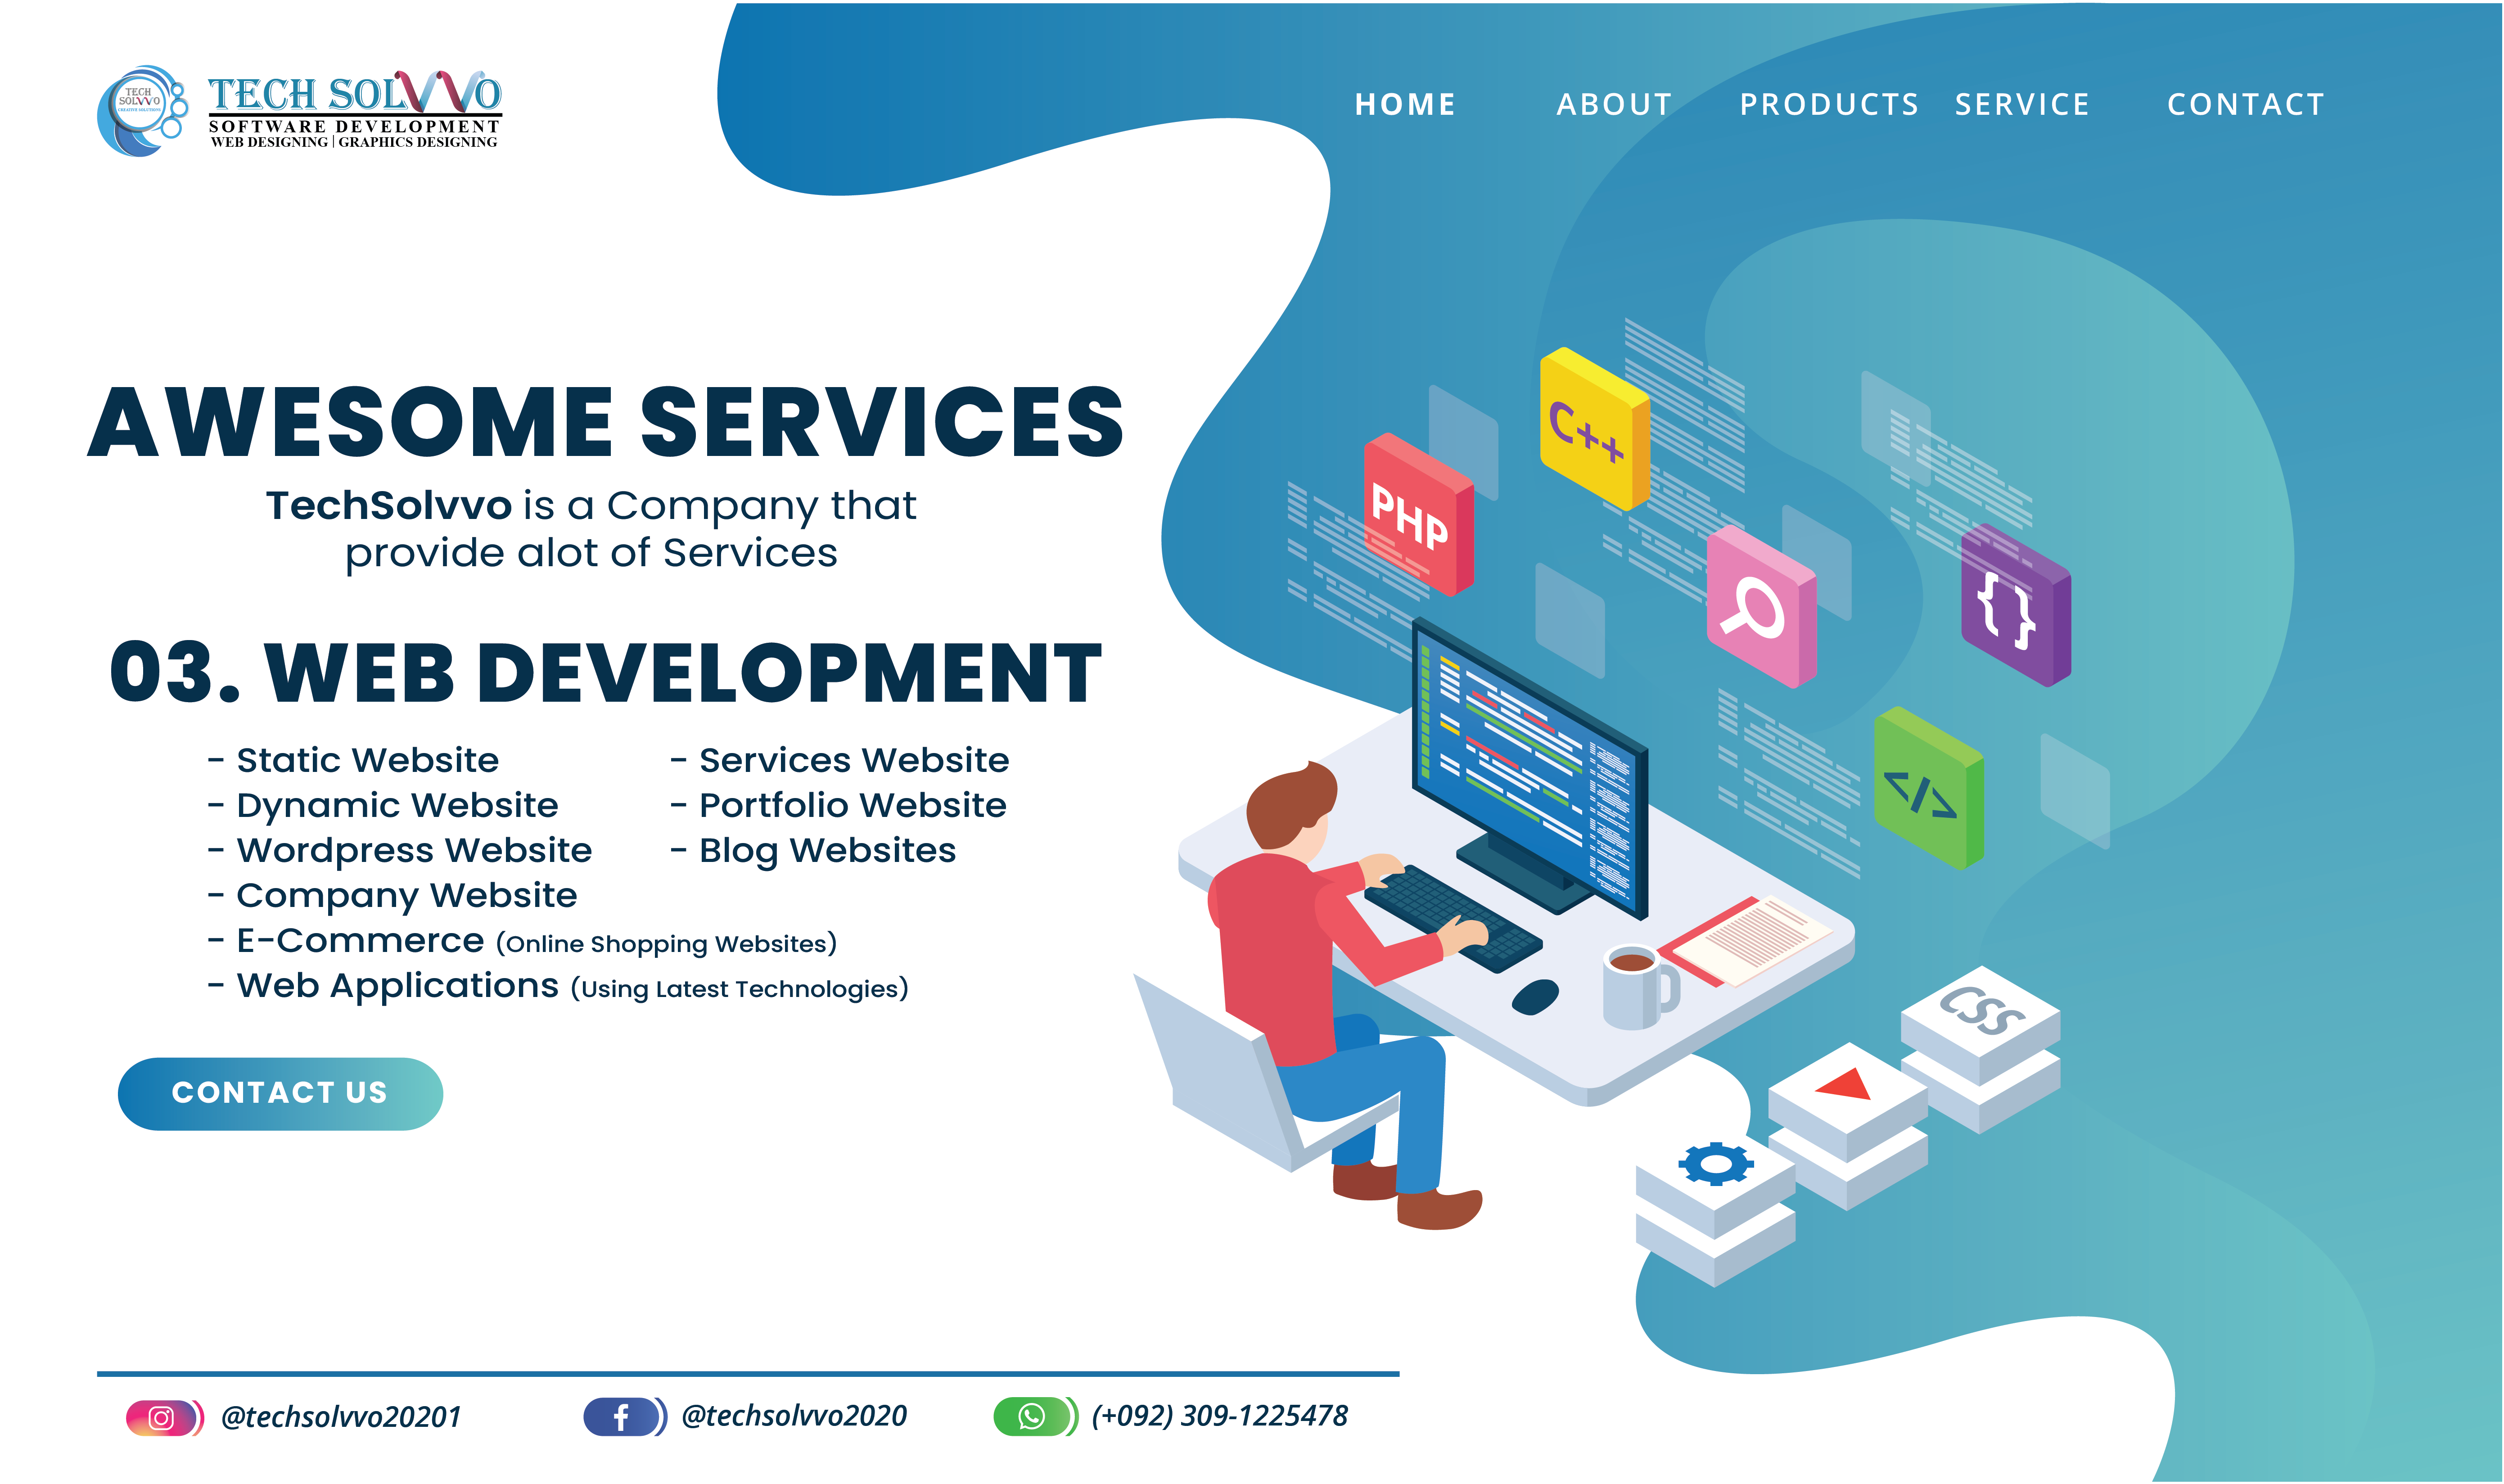 TECH
SOLVVO
CREATIVE SOLUTIONS
TECH SOLVVO
SOFTWARE DEVELOPMENT
WEB DESIGNING | GRAPHICS DESIGNING
HOME ABOUT PRODUCTS SERVICE CONTACT
AWESOME SERVICES
TechSolvvo is a Company that
provide alot of Services
03. WEB DEVELOPMENT
- Static Website
- Dynamic Website
- Wordpress Website
- Company Website
- E-Commerce (Online Shopping Websites)
- Web Applications (Using Latest Technologies)
- Services Website
- Portfolio Website
- Blog Websites
CONTACT US
PHP
C++
{}
</>
CSS
@techsolvvo20201
@techsolvvo2020
(+092) 309-1225478